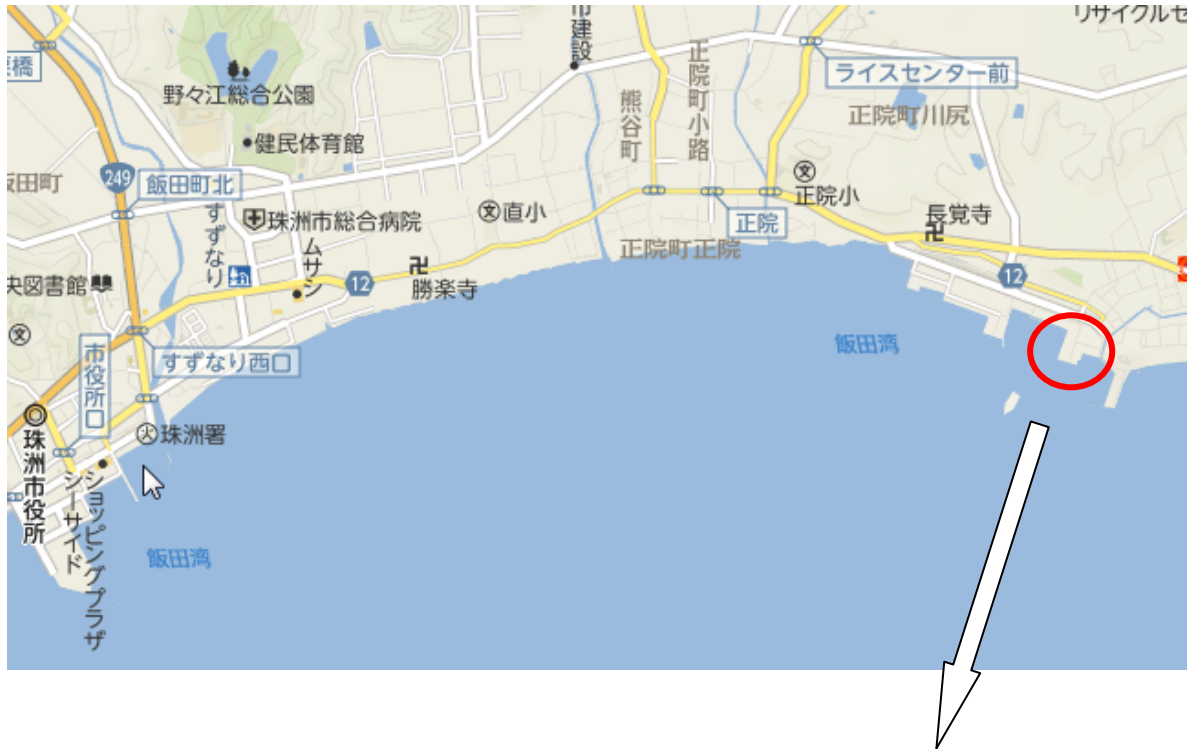 リサイクルセ
市建設
橋
ライスセンター前
野々江総合公園
正院町小路
熊谷町
正院町川尻
健民体育館
249
飯田町北
飯田町
文
正院小
すずなり
珠洲市総合病院
文直小
正院
長覚寺
正院町正院
ムサシ
12
勝楽寺
12
央図書館
文
すずなり西口
市役所口
飯田湾
火珠洲署
珠洲市役所
ショッピングプラザ
シーサイド
飯田湾